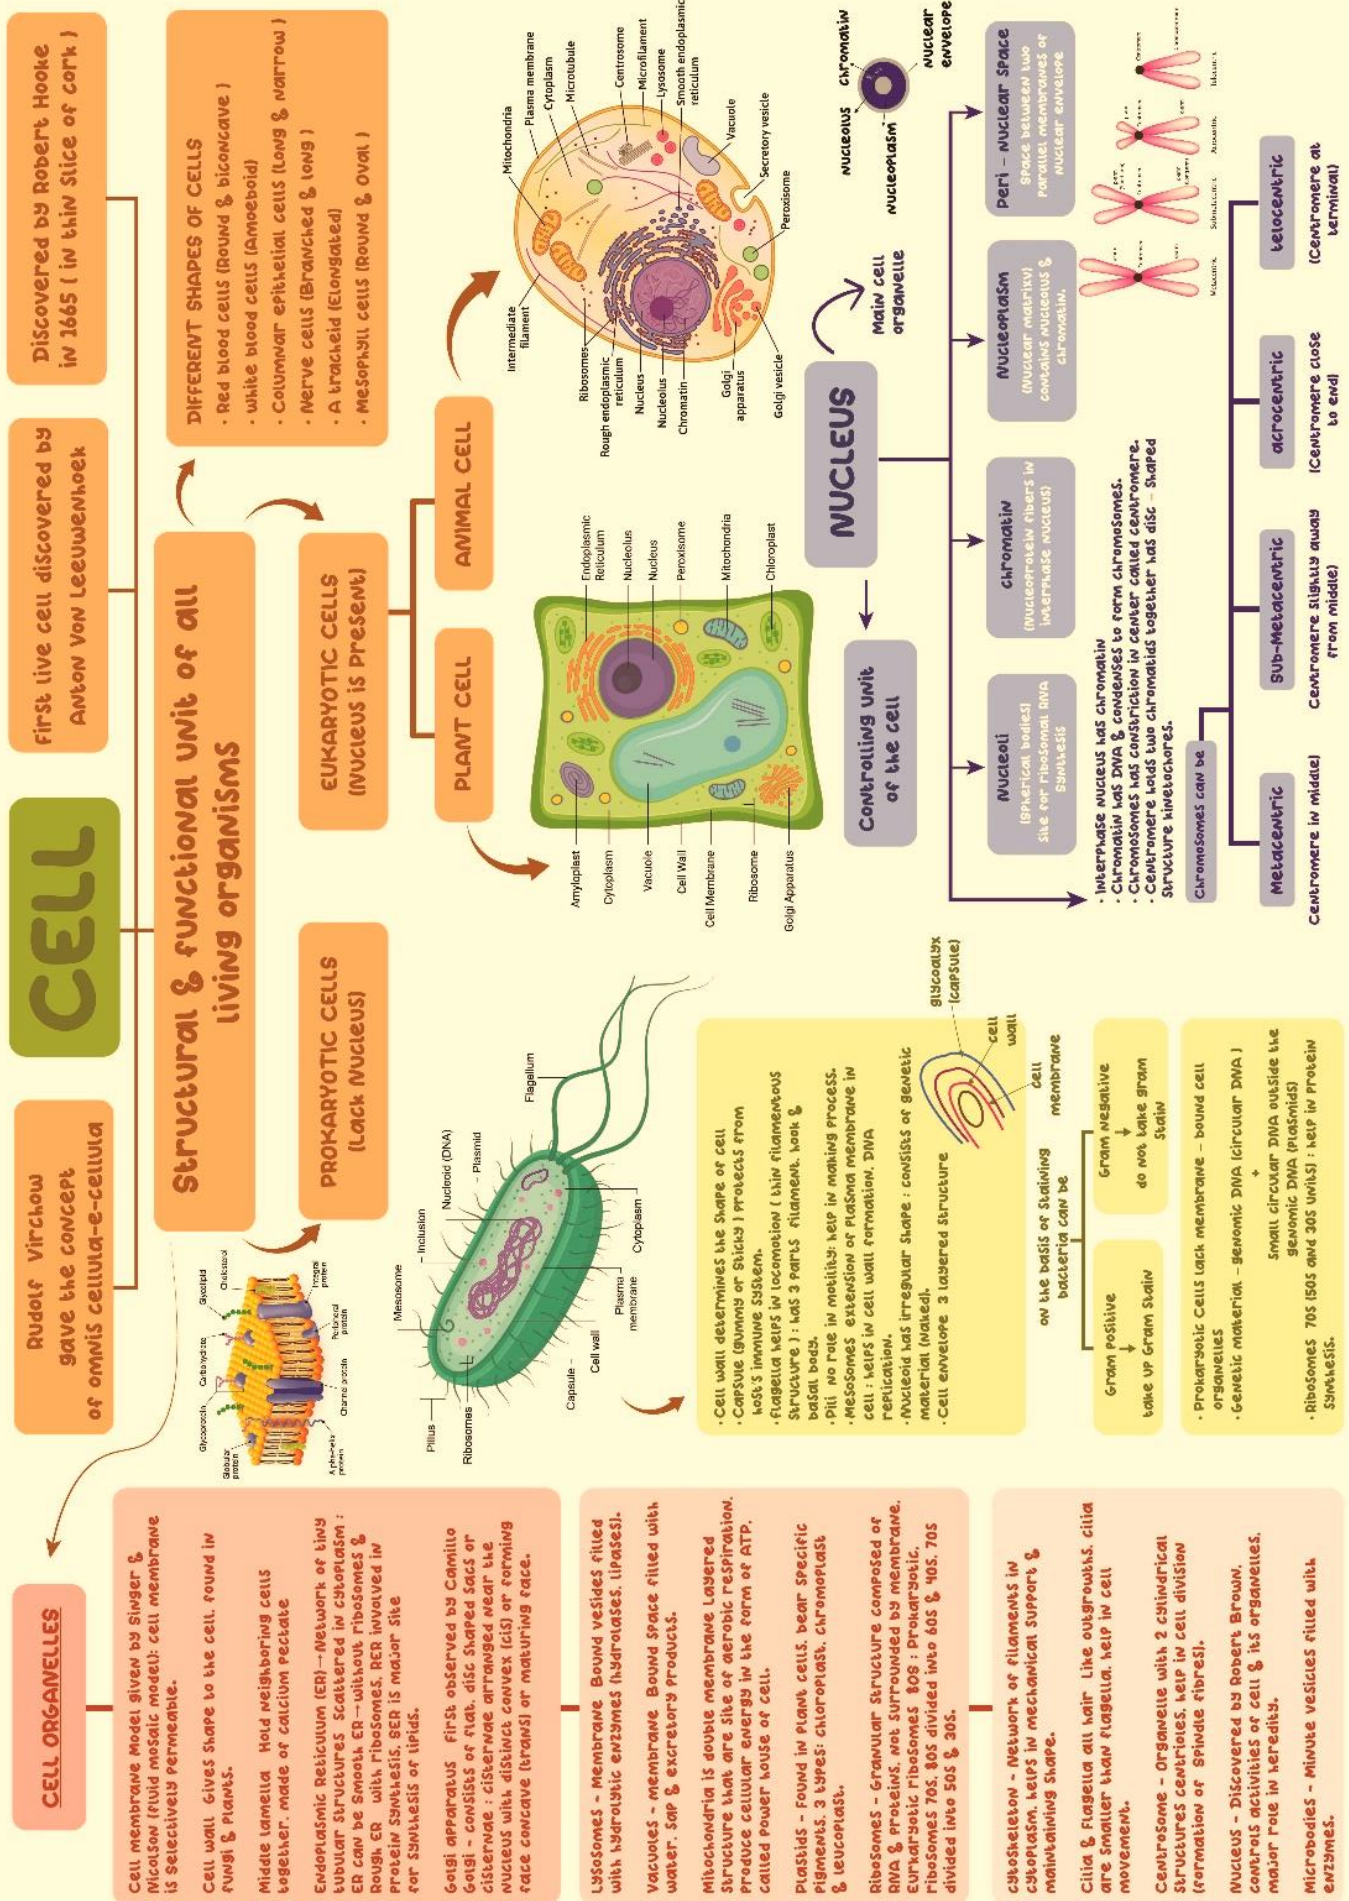 CELL
Rudolf Virchow
gave the concept
of omnis cellula-e-cellula
First live cell discovered by
Anton Von Leeuwenhoek
Discovered by Robert Hooke
in 1665 ( in thin slice of cork )
Structural & functional unit of all
living organisms
DIFFERENT SHAPES OF CELLS
· Red blood cells (Round & biconcave )
· White blood cells (Amoeboid)
· Columnar epithelial cells (Long & Narrow )
· Nerve cells (Branched & Long )
· A tracheid (Elongated)
· Mesophyll cells (Round & Oval )
PROKARYOTIC CELLS
(Lack Nucleus)
EUKARYOTIC CELLS
(Nucleus is Present)
PLANT CELL
ANIMAL CELL
CELL ORGANELLES
Cell membrane Model given by Singer &
Nicolson (fluid mosaic model): cell membrane
is selectively permeable.
Cell wall Gives shape to the cell, found in
fungi & plants.
Middle lamella Hold neighboring cells
together, made of calcium pectate
Endoplasmic Reticulum (ER)→Network of tiny
tubular structures scattered in cytoplasm :
ER can be Smooth ER→without ribosomes &
Rough ER with ribosomes, RER involved in
protein synthesis, SER is major site
for synthesis of lipids.
Golgi apparatus First observed by Camillo
Golgi - consists of flat, disc shaped sacs or
cisternae : cisternae arranged near the
nucleus with distinct convex (cis) or forming
face concave (trans) or maturing face.
Lysosomes - Membrane Bound vesides filled
with hydrolytic enzymes (hydrolases, lipases).
Vacuoles - membrane Bound space filled with
water, sap & excretory products.
Mitochondria is double membrane Layered
structure that are site of aerobic respiration.
Produce cellular energy in the form of ATP,
called power house of cell.
Plastids - Found in plant cells, bear specific
pigments, 3 types: chloroplast, chromoplast
& leucoplast.
Ribosomes - Granular structure composed of
RNA & proteins, not surrounded by membrane.
Eurkaryotic ribosomes 80S : Prokaryotic.
ribosomes 70S, 80S divided into 60S & 40S, 70S
divided into 50S & 30S.
Cytoskeleton - Network of filaments in
cytoplasm, helps in mechanical support &
maintaining shape.
Cilia & Flagella all hair Like outgrowths, cilia
are smaller than flagella, help in cell
movement.
Centrosome - Organelle with 2 cylindrical
structures centrioles, help in cell division
(formation of spindle fibres).
Nucleus - Discovered by Robert Brown,
controls activities of cell & its organelles,
major role in heredity.
Microbodies - Minute vesicles filled with
enzymes.
Globular
protein
Glycoprotein
Carbohydrate
Glycolipid
Cholesterol
Alpha-helix
protein
Channel protein
Peripheral
protein
Integral
protein
Pillus
Mesosome
Inclusion
Nucleoid (DNA)
Plasmid
Flagellum
Ribosomes
Capsule
Cell wall
Plasma
membrane
Cytoplasm
· Cell wall determines the shape of cell
· Capsule (gummy or sticky ) protects from
host's immune system.
· flagella helps in locomotion ( thin filamentous
structure ) : has 3 parts filament, hook &
basal body.
· Pili no role in motility: help in mating process.
· Mesosomes extension of plasma membrane in
cell : helps in cell wall formation, DNA
replication.
· Nucleoid has irregular shape : consists of genetic
material (naked).
· Cell envelope 3 layered structure
glycoalyx
(capsule)
cell
wall
cell
membrane
on the basis of staining
bacteria can be
Gram positive
take up Gram stain
Gram negative
do not take gram
stain
· Prokaryotic cells lack membrane - bound cell
organelles
· Genetic material -genomic DNA (circular DNA )
+
small circular DNA outside the
genomic DNA (plasmids)
· Ribosomes 70S (50S and 30S units) : help in protein
synthesis.
Amyloplast
Cytoplasm
Vacuole
Cell Wall
Cell Membrane
Ribosome
Golgi Apparatus
Endoplasmic
Reticulum
Nucleolus
Nucleus
Peroxisome
Mitochondria
Chloroplast
Intermediate
filament
Mitochondria
Plasma membrane
Cytoplasm
Microtubule
Centrosome
Microfilament
Lysosome
Smooth endoplasmic
reticulum
Ribosomes
Rough endoplasmic
reticulum
Nucleus
Nucleolus
Chromatin
Golgi
apparatus
Golgi vesicle
Vacuole
Secretory vesicle
Peroxisome
NUCLEUS
Controlling unit
of the cell
Main cell
organelle
nucleolus
chromatin
nucleoplasm
nuclear
envelope
Nucleoli
(Spherical bodies)
Site for ribosomal RNA
synthesis
Chromatin
(Nucleoprotein fibers in
interphase nucleus)
Nucleoplasm
(Nuclear matrixv)
contains nucleolus &
chromatin.
Peri - nuclear space
Space between two
parallel membranes of
nuclear envelope
· Interphase nucleus has chromatin
· Chromatin has DNA & condenses to form chromosomes.
· Chromosomes has constriction in center called centromere.
· Centromere holds two chromatids together has disc - shaped
structure kinetochores.
Metacentric
Submetacentric
Acrocentric
Telocentric
Chromosomes can be
Metacentric
Centromere in middle)
Sub-Metacentric
Centromere slightly away
from middle)
acrocentric
(Centromere close
to end)
telocentric
(Centromere at
terminal)